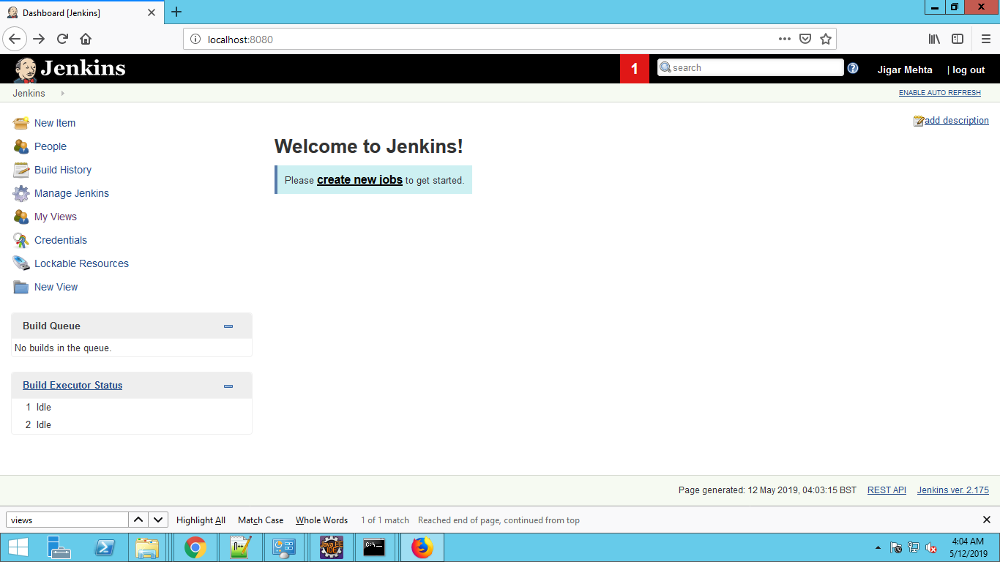 Dashboard [Jenkins]
localhost:8080
Jenkins
1
search
Jigar Mehta
| log out
Jenkins
ENABLE AUTO REFRESH
New Item
People
Build History
Manage Jenkins
My Views
Credentials
Lockable Resources
New View
add description
Welcome to Jenkins!
Please create new jobs to get started.
Build Queue
No builds in the queue.
Build Executor Status
1 Idle
2 Idle
Page generated: 12 May 2019, 04:03:15 BST
REST API
Jenkins ver. 2.175
views
Highlight All
Match Case
Whole Words
1 of 1 match
Reached end of page, continued from top
Java EE
IDE
C:\
4:04 AM
5/12/2019